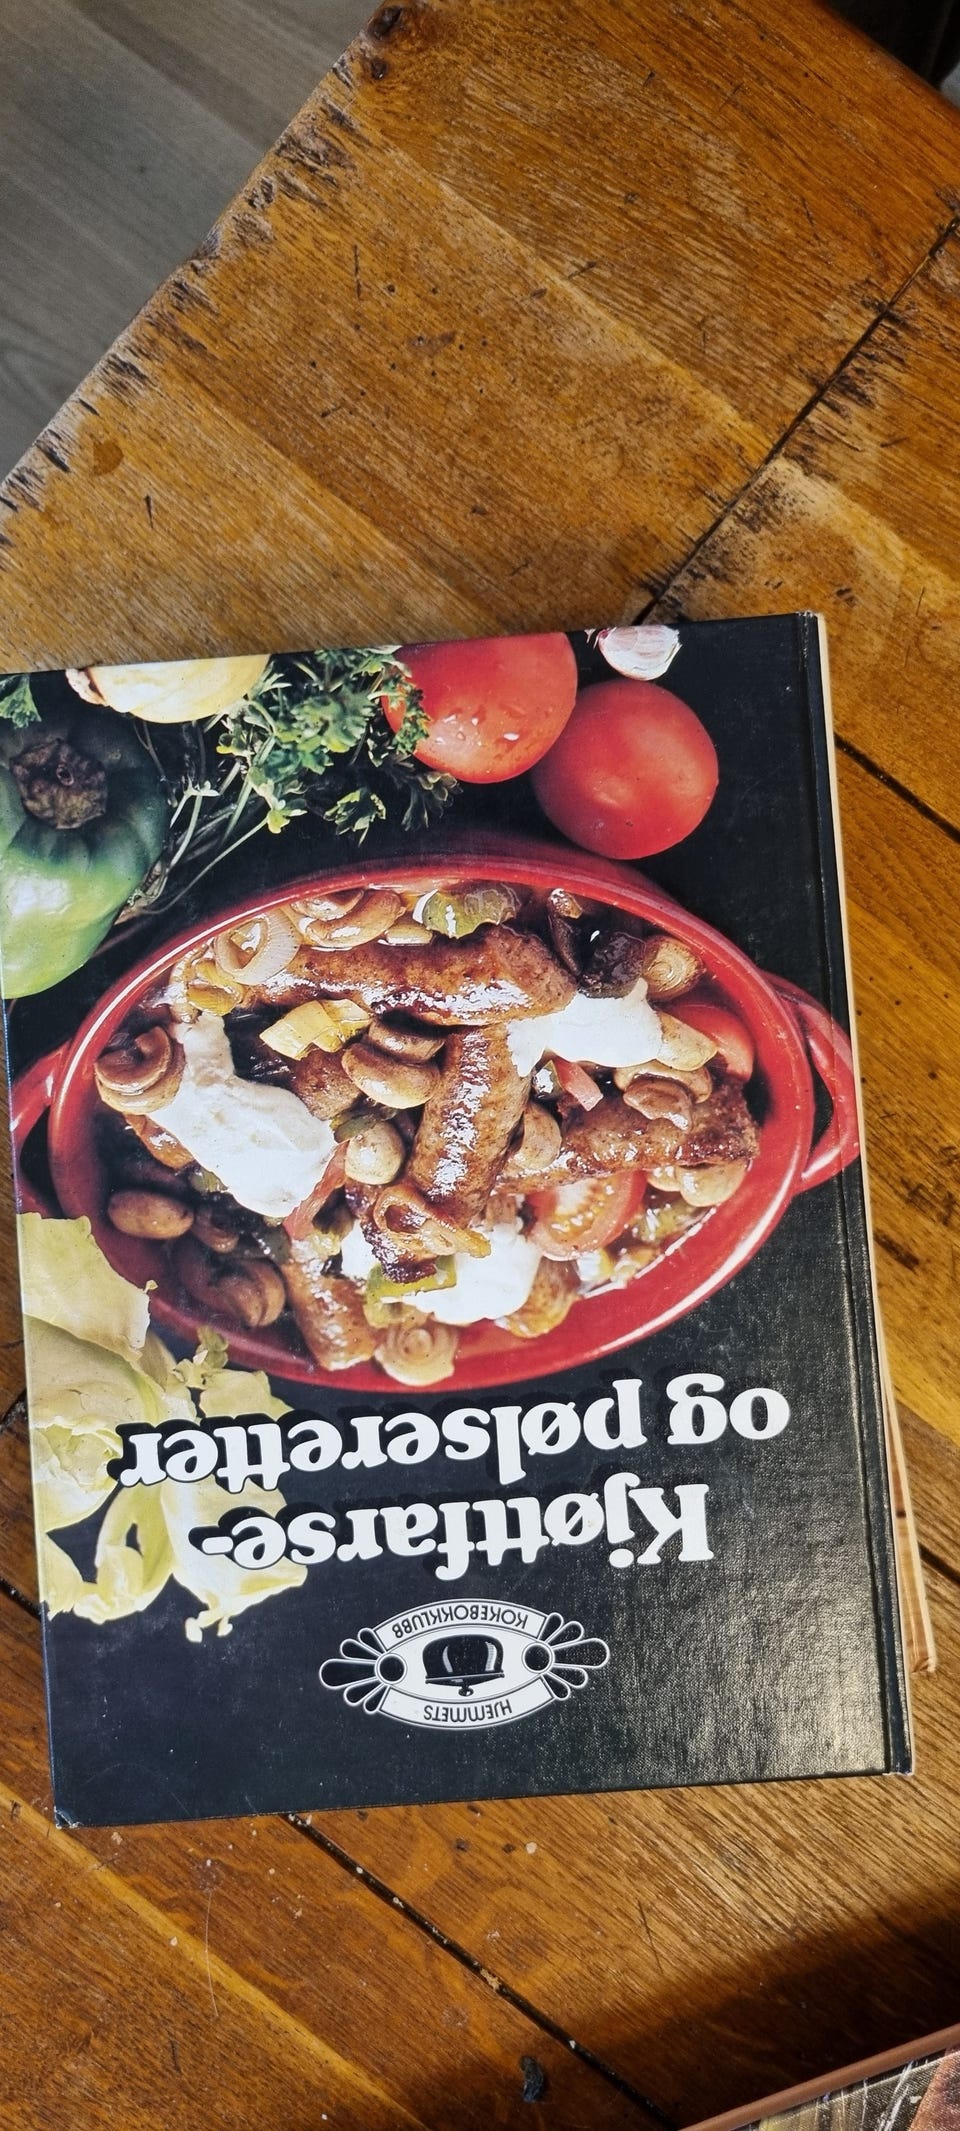 HJEMMETS
KOKEBOKKLUBB
Kjøttfarse-
og pølseretter